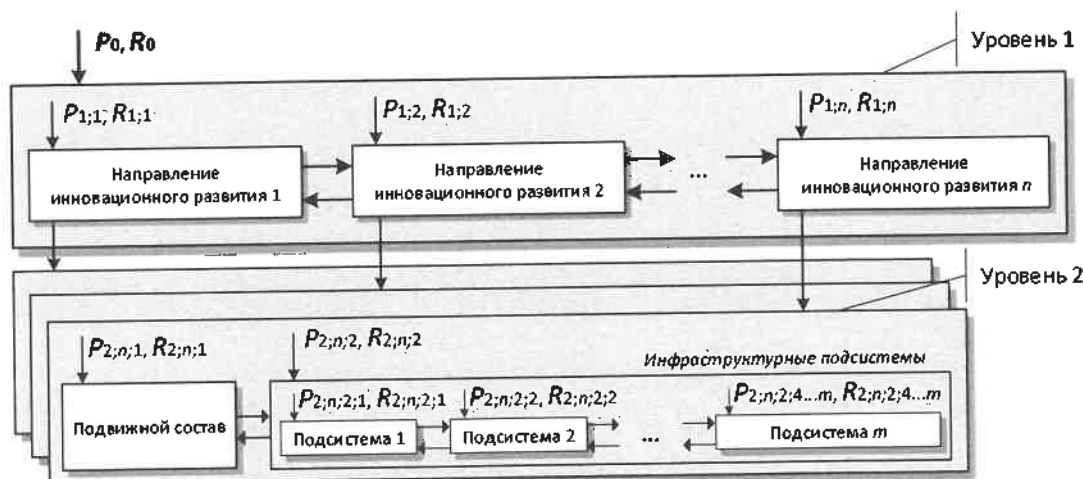 P0, R0
Уровень 1
P1;1, R1;1
P1;2, R1;2
P1;n, R1;n
Направление
инновационного развития 1
Направление
инновационного развития 2
...
Направление
инновационного развития n
Уровень 2
P2;n;1, R2;n;1
P2;n;2, R2;n;2
Инфраструктурные подсистемы
P2;n;2;1, R2;n;2;1
P2;n;2;2, R2;n;2;2
P2;n;2;4...m, R2;n;2;4...m
Подвижной состав
Подсистема 1
Подсистема 2
...
Подсистема m